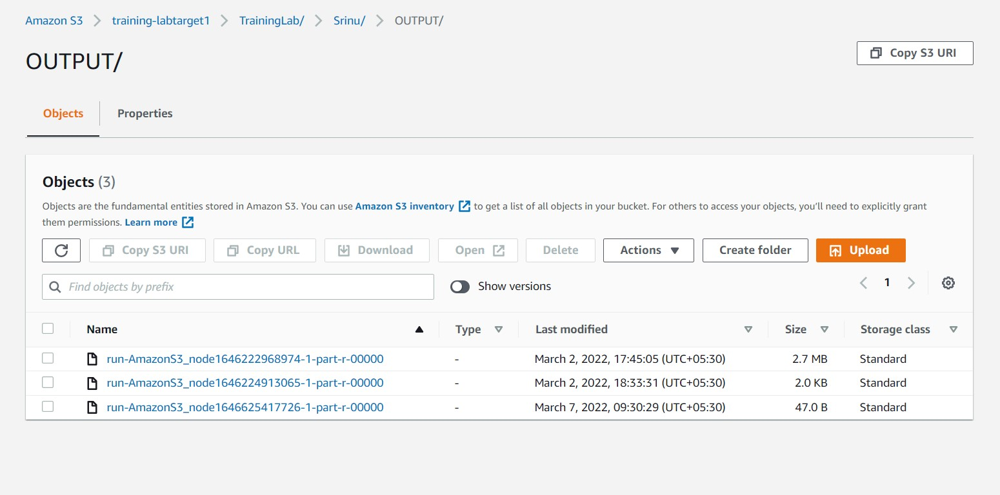 Amazon S3 training-labtarget1 TrainingLab/ Srinu/ OUTPUT/
OUTPUT/
Copy S3 URI
Objects Properties
Objects (3)
Objects are the fundamental entities stored in Amazon S3. You can use Amazon S3 inventory to get a list of all objects in your bucket. For others to access your objects, you’ll need to explicitly grant
them permissions. Learn more
Copy S3 URI Copy URL Download Open Delete Actions Create folder Upload
Find objects by prefix Show versions 1
Name Type Last modified Size Storage class
run-AmazonS3_node1646222968974-1-part-r-00000 - March 2, 2022, 17:45:05 (UTC+05:30) 2.7 MB Standard
run-AmazonS3_node1646224913065-1-part-r-00000 - March 2, 2022, 18:33:31 (UTC+05:30) 2.0 KB Standard
run-AmazonS3_node1646625417726-1-part-r-00000 - March 7, 2022, 09:30:29 (UTC+05:30) 47.0 B Standard